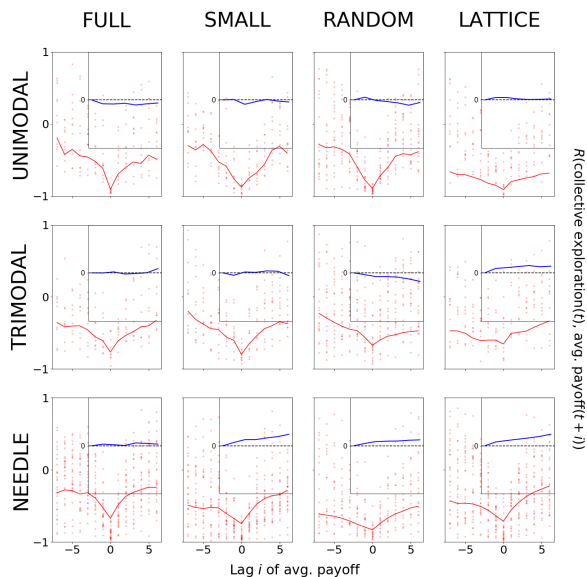 FULL SMALL RANDOM LATTICE
UNIMODAL
1
0
−1
0 0 0 0
TRIMODAL
1
0
−1
0 0 0 0
NEEDLE
1
0
−1
0 0 0 0
−5 0 5 −5 0 5 −5 0 5 −5 0 5
Lag i of avg. payoff
R(collective exploration(t), avg. payoff(t + i))